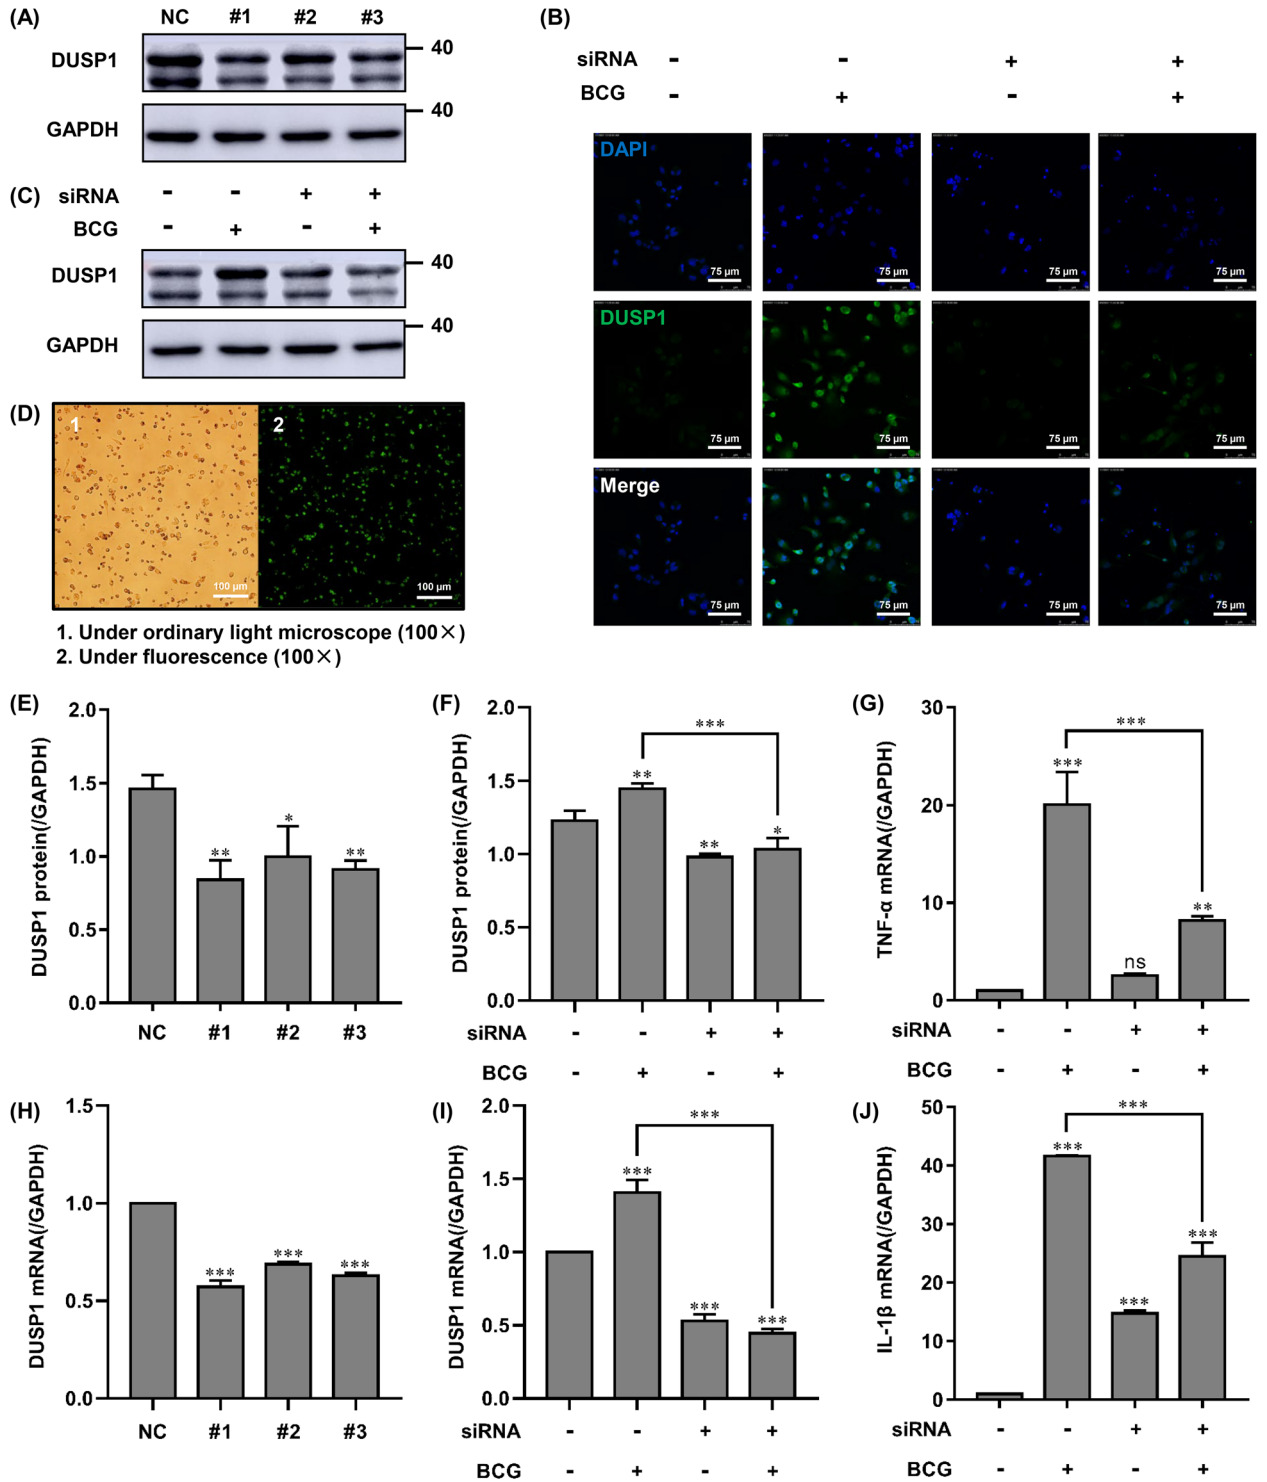 (A)
NC #1 #2 #3
DUSP1
40
GAPDH
40
(B)
siRNA - - + +
BCG - + - +
DAPI
75 μm 75 μm 75 μm 75 μm
DUSP1
75 μm 75 μm 75 μm 75 μm
Merge
75 μm 75 μm 75 μm 75 μm
(C) siRNA - - + +
BCG - + - +
DUSP1
40
GAPDH
40
(D)
1 2
100 μm 100 μm
1. Under ordinary light microscope (100×)
2. Under fluorescence (100×)
(E)
DUSP1 protein(/GAPDH)
2.0
1.5
1.0
0.5
0.0
** * **
NC #1 #2 #3
(F)
DUSP1 protein(/GAPDH)
2.0
1.5
1.0
0.5
0.0
***
** ** *
siRNA - - + +
BCG - + - +
(G)
TNF-α mRNA(/GAPDH)
30
20
10
0
***
*** ns **
siRNA - - + +
BCG - + - +
(H)
DUSP1 mRNA(/GAPDH)
1.5
1.0
0.5
0.0
*** *** ***
NC #1 #2 #3
(I)
DUSP1 mRNA(/GAPDH)
2.0
1.5
1.0
0.5
0.0
***
*** *** ***
siRNA - - + +
BCG - + - +
(J)
IL-1β mRNA(/GAPDH)
50
40
30
20
10
0
***
*** *** ***
siRNA - - + +
BCG - + - +